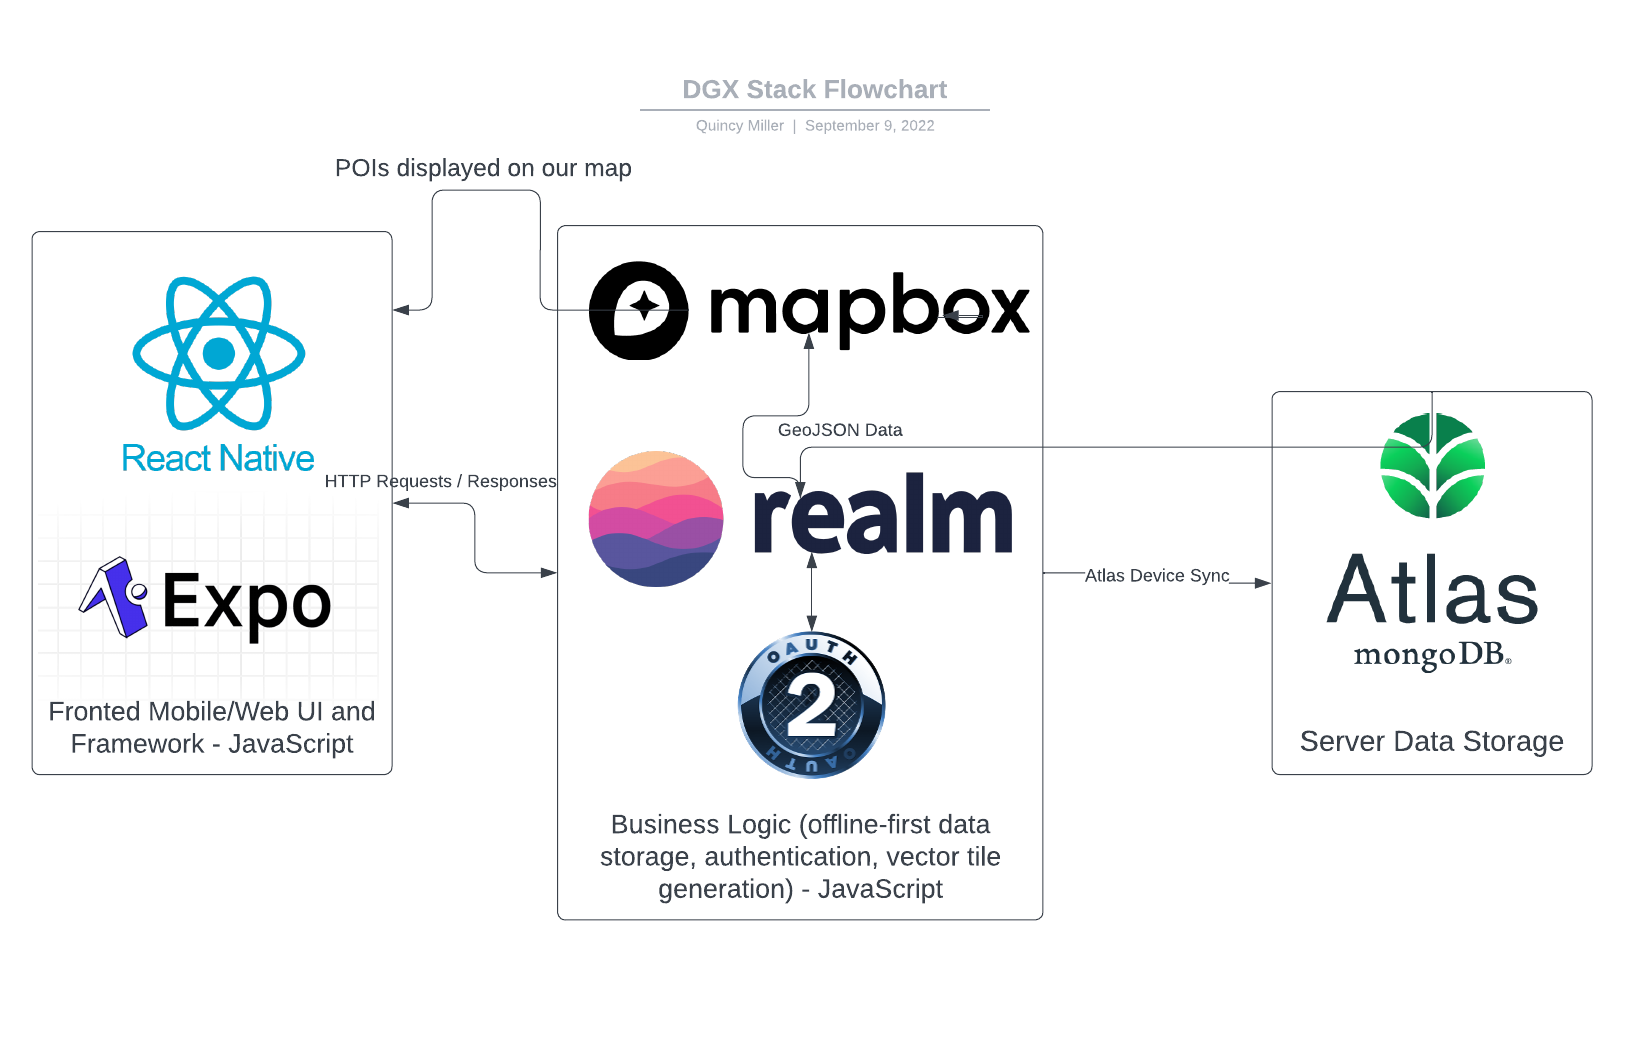 DGX Stack Flowchart
Quincy Miller | September 9, 2022
POIs displayed on our map
React Native
HTTP Requests / Responses
Expo
Fronted Mobile/Web UI and
Framework - JavaScript
mapbox
GeoJSON Data
realm
OAUTH
2
OAUTH
Business Logic (offline-first data
storage, authentication, vector tile
generation) - JavaScript
Atlas Device Sync
Atlas
mongoDB®
Server Data Storage